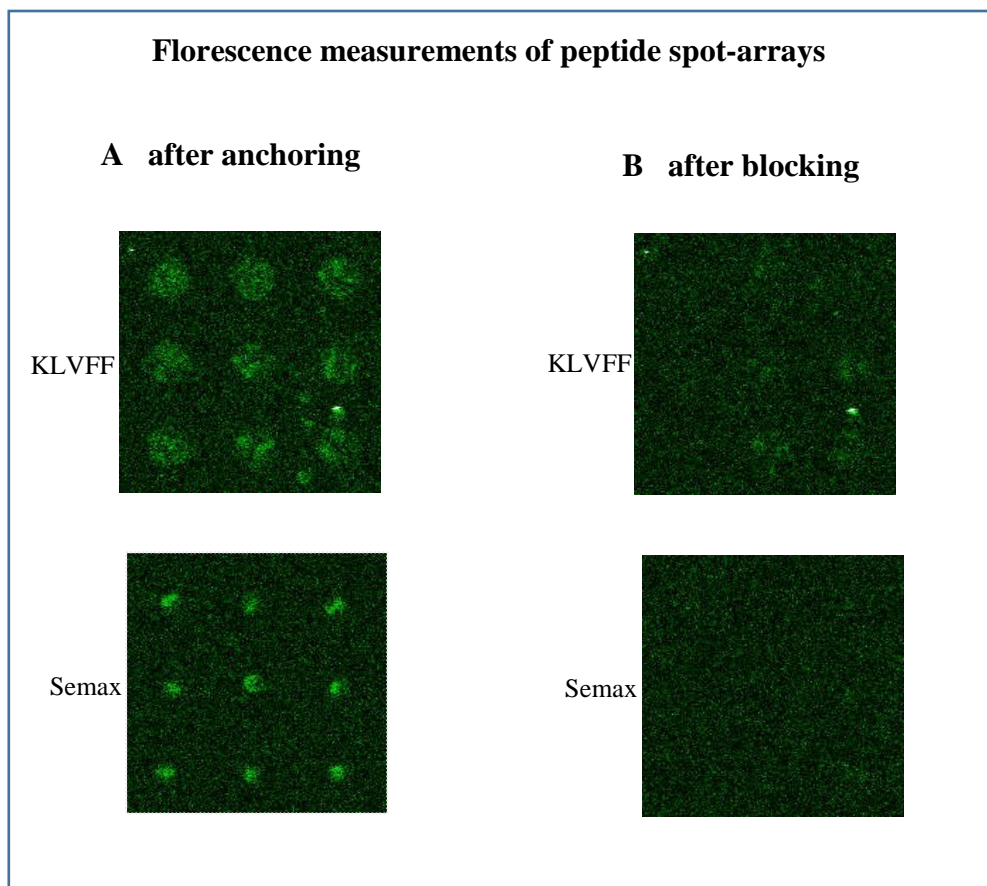 Florescence measurements of peptide spot-arrays
A after anchoring
B after blocking
KLVFF
KLVFF
Semax
Semax